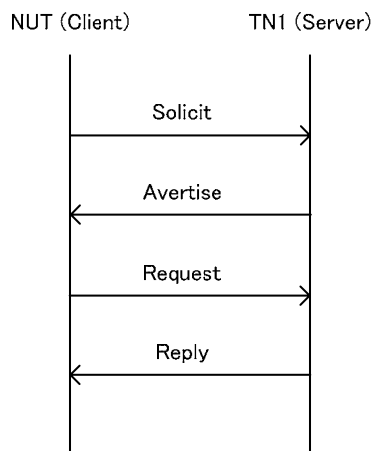 NUT (Client) TN1 (Server)
Solicit
Avertise
Request
Reply